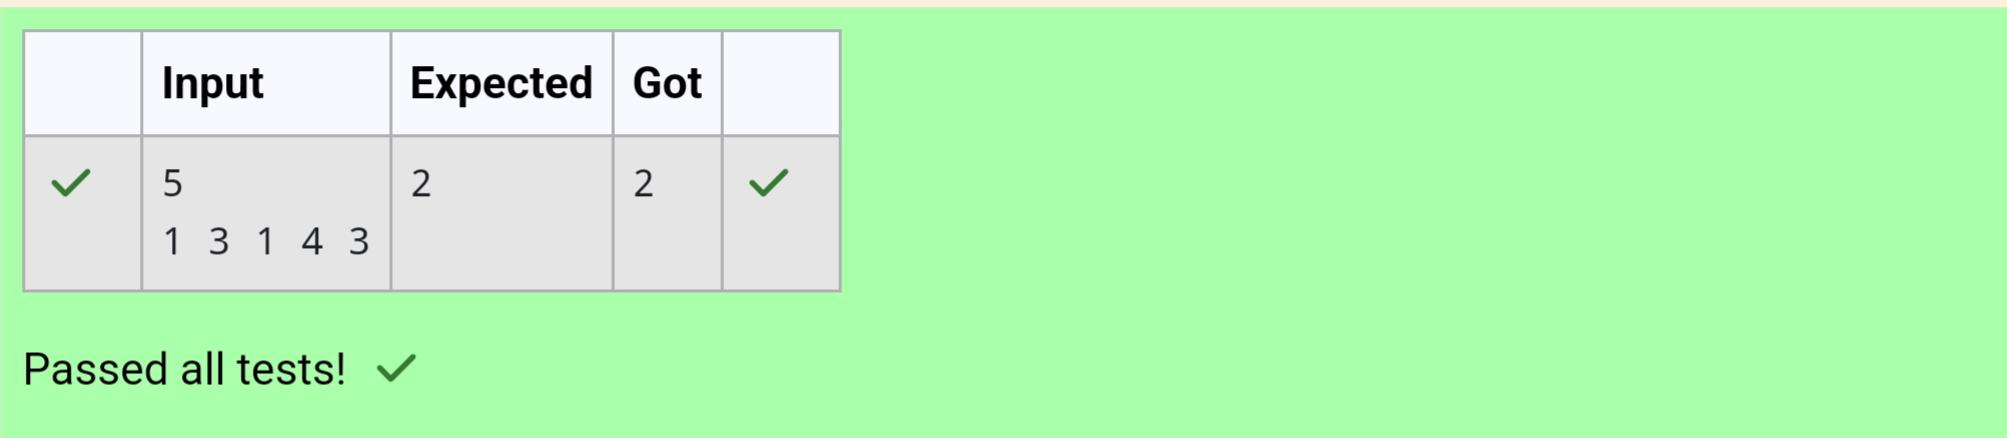 Input Expected Got
5 2 2
1 3 1 4 3
Passed all tests!